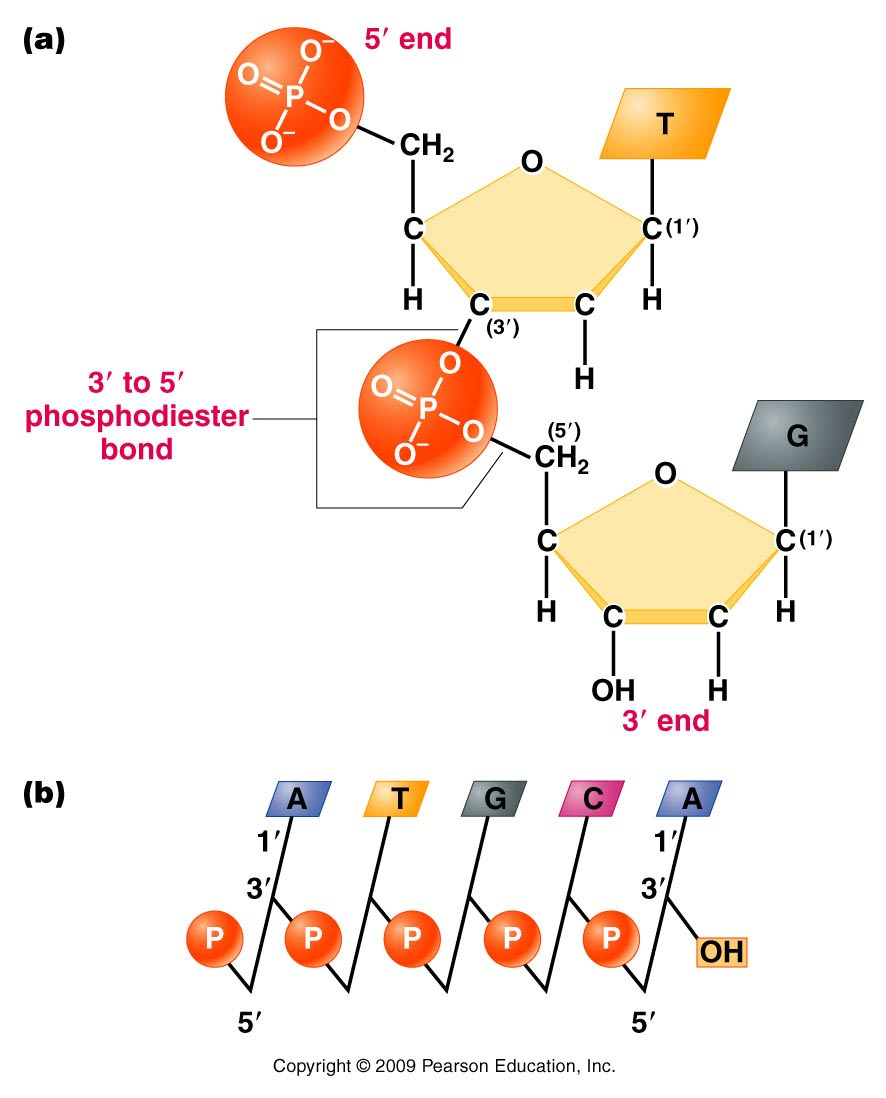 (a)
5′ end
O⁻
O
P
O
O⁻
CH₂
T
O
C
C(1′)
H
C
(3′)
C
H
H
3′ to 5′
phosphodiester
bond
O
O
P
O
O⁻
(5′)
CH₂
G
O
C
C(1′)
H
C
C
H
OH
H
3′ end
(b)
A
T
G
C
A
1′
1′
3′
3′
P
P
P
P
P
OH
5′
5′
Copyright © 2009 Pearson Education, Inc.